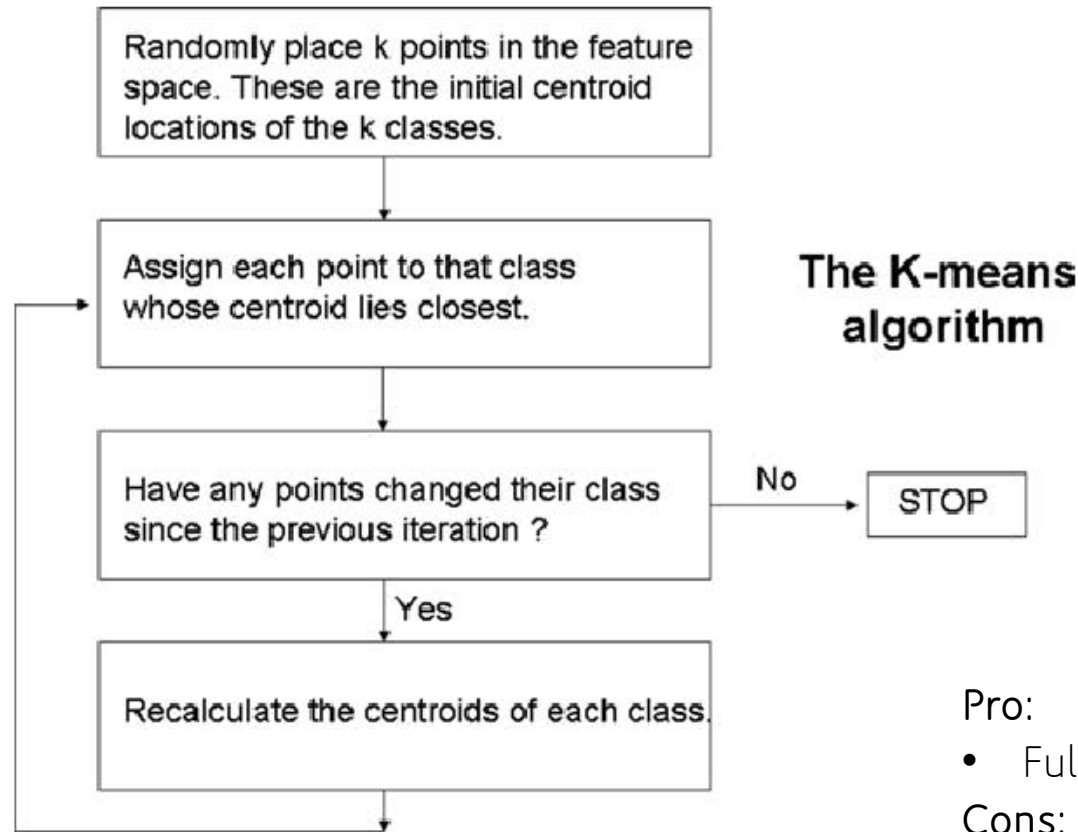 Randomly place k points in the feature
space. These are the initial centroid
locations of the k classes.
Assign each point to that class
whose centroid lies closest.
The K-means
algorithm
Have any points changed their class
since the previous iteration ?
No
STOP
Yes
Recalculate the centroids of each class.
Pro:
• Ful
Cons: